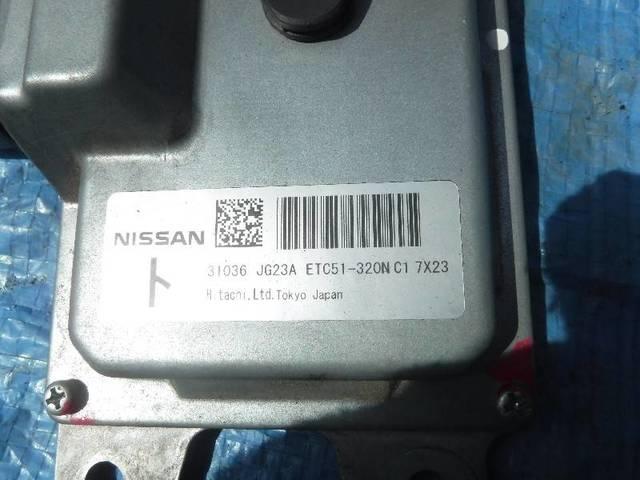 NISSAN
31036 JG23A ETC51-320N C1 7X23
ト
Hitachi,Ltd.Tokyo Japan